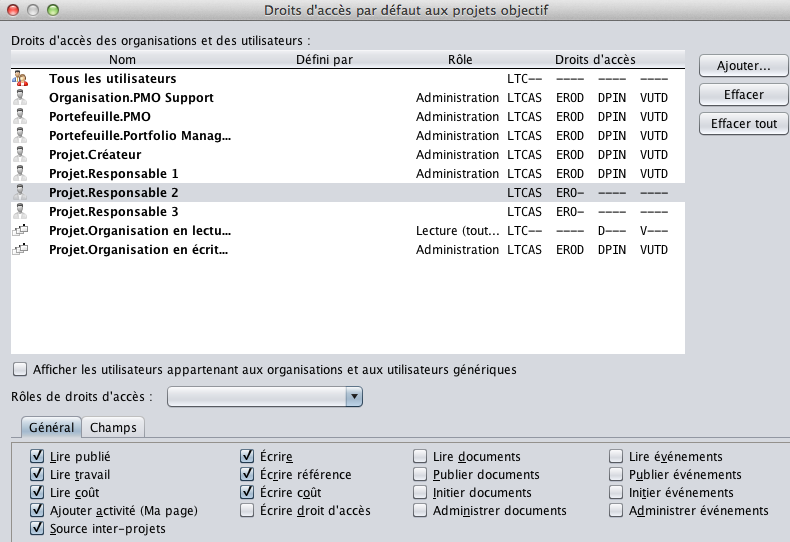 Droits d'accès par défaut aux projets objectif
Droits d'accès des organisations et des utilisateurs :
Nom Défini par Rôle Droits d'accès
Tous les utilisateurs LTC-- ---- ---- ----
Organisation.PMO Support Administration LTCAS EROD DPIN VUTD
Portefeuille.PMO Administration LTCAS EROD DPIN VUTD
Portefeuille.Portfolio Manag... Administration LTCAS EROD DPIN VUTD
Projet.Créateur Administration LTCAS EROD DPIN VUTD
Projet.Responsable 1 Administration LTCAS EROD DPIN VUTD
Projet.Responsable 2 LTCAS ERO- ---- ----
Projet.Responsable 3 LTCAS ERO- ---- ----
Projet.Organisation en lectu... Lecture (tout... LTC-- ---- D--- V---
Projet.Organisation en écrit... Administration LTCAS EROD DPIN VUTD
Ajouter...
Effacer
Effacer tout
Afficher les utilisateurs appartenant aux organisations et aux utilisateurs génériques
Rôles de droits d'accès :
Général Champs
Lire publié Écrire Lire documents Lire événements
Lire travail Écrire référence Publier documents Publier événements
Lire coût Écrire coût Initier documents Initier événements
Ajouter activité (Ma page) Écrire droit d'accès Administrer documents Administrer événements
Source inter-projets